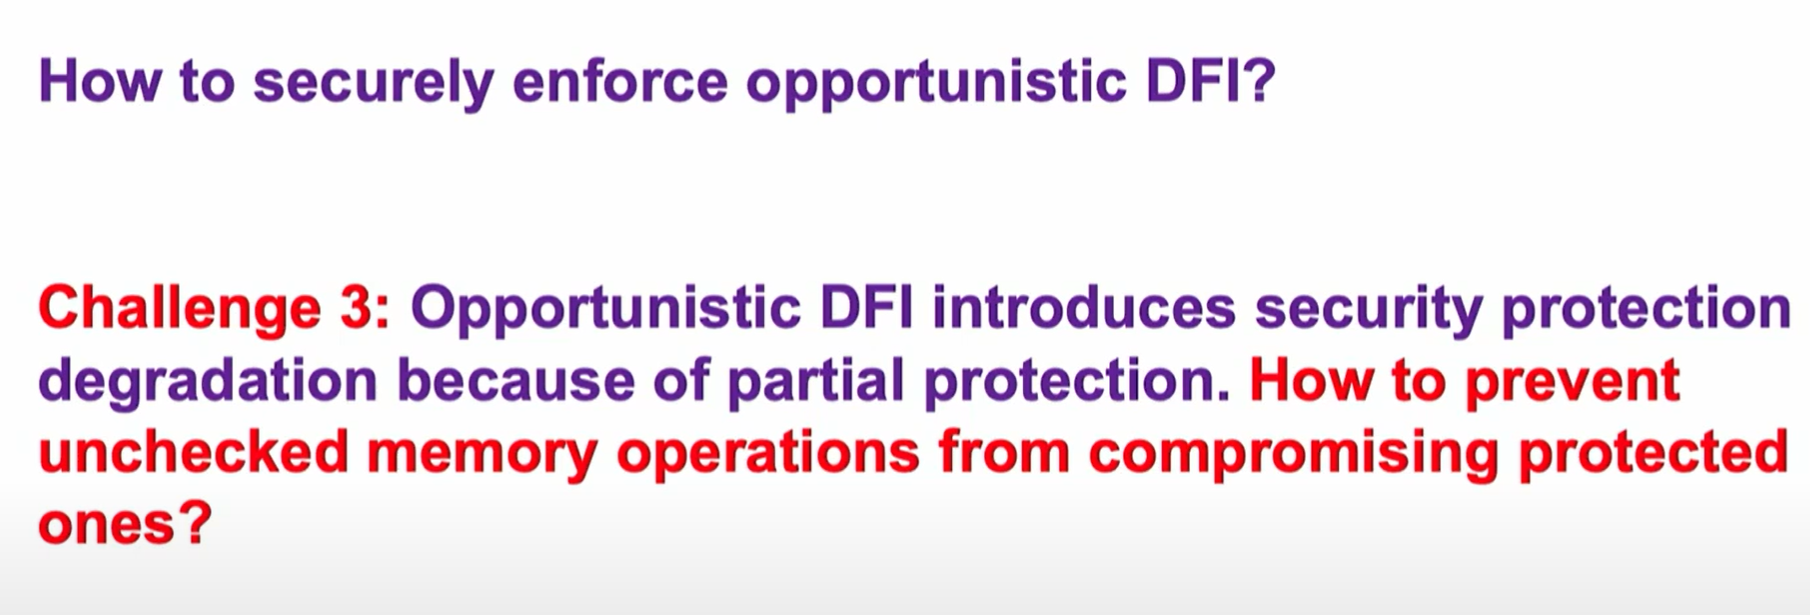 How to securely enforce opportunistic DFI?
Challenge 3: Opportunistic DFI introduces security protection
degradation because of partial protection. How to prevent
unchecked memory operations from compromising protected
ones?